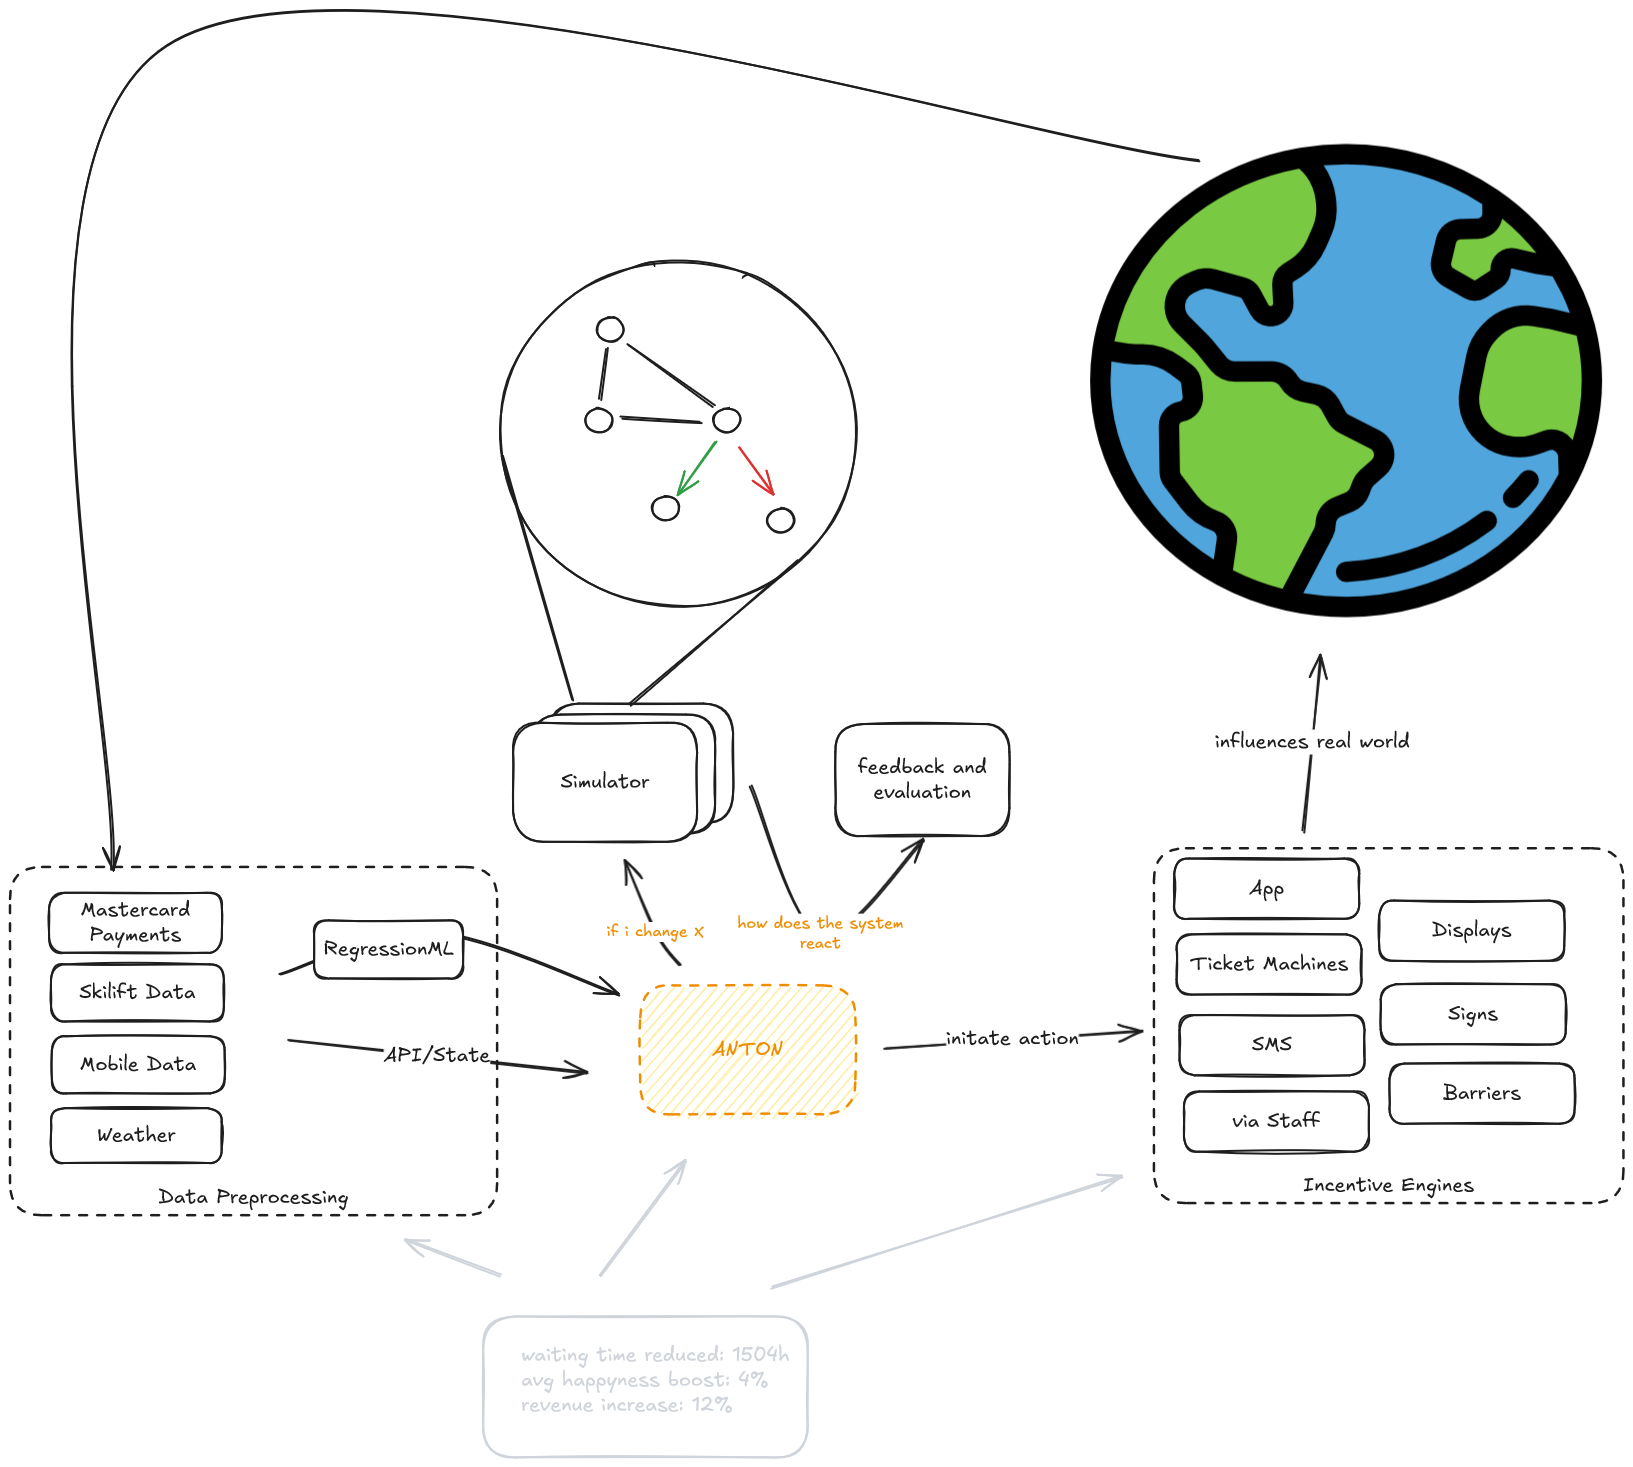 Simulator
feedback and
evaluation
influences real world
Mastercard
Payments
Skilift Data
Mobile Data
Weather
RegressionML
API/State
Data Preprocessing
if i change X
how does the system
react
ANTON
initate action
App
Ticket Machines
SMS
via Staff
Displays
Signs
Barriers
Incentive Engines
waiting time reduced: 1504h
avg happyness boost: 4%
revenue increase: 12%